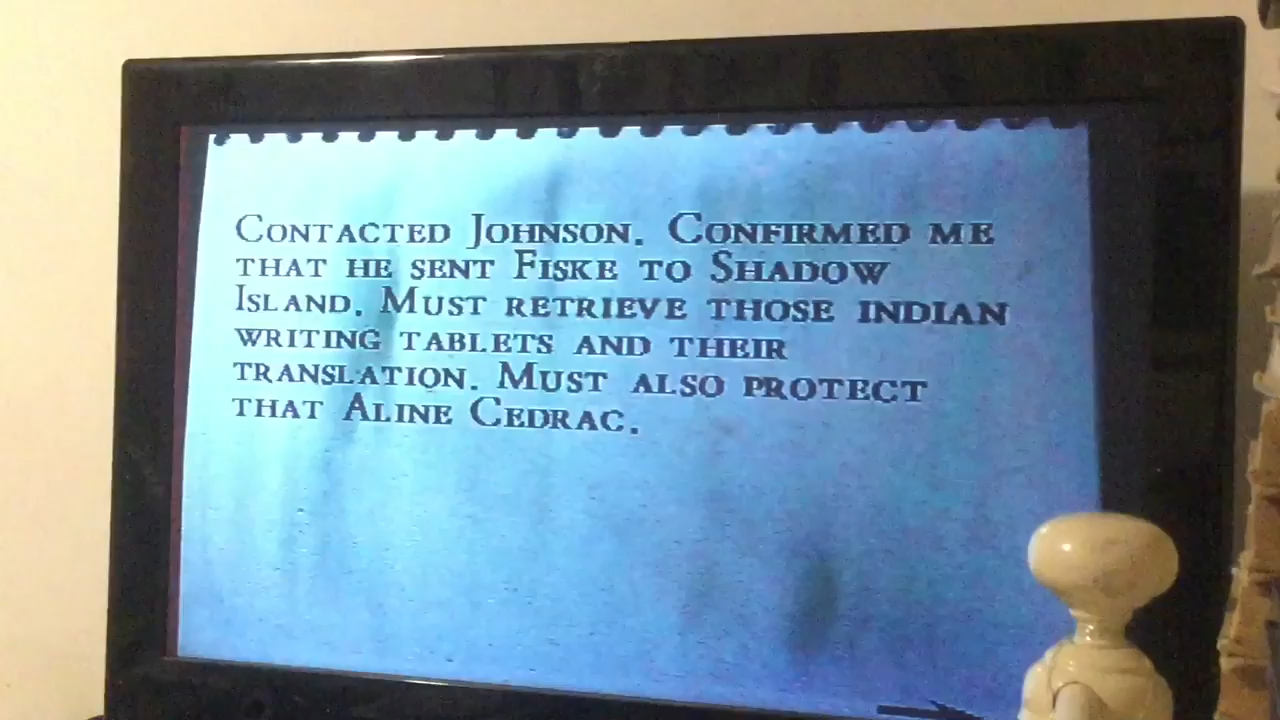 Contacted Johnson. Confirmed me
that he sent Fiske to Shadow
Island. Must retrieve those indian
writing tablets and their
translation. Must also protect
that Aline Cedrac.